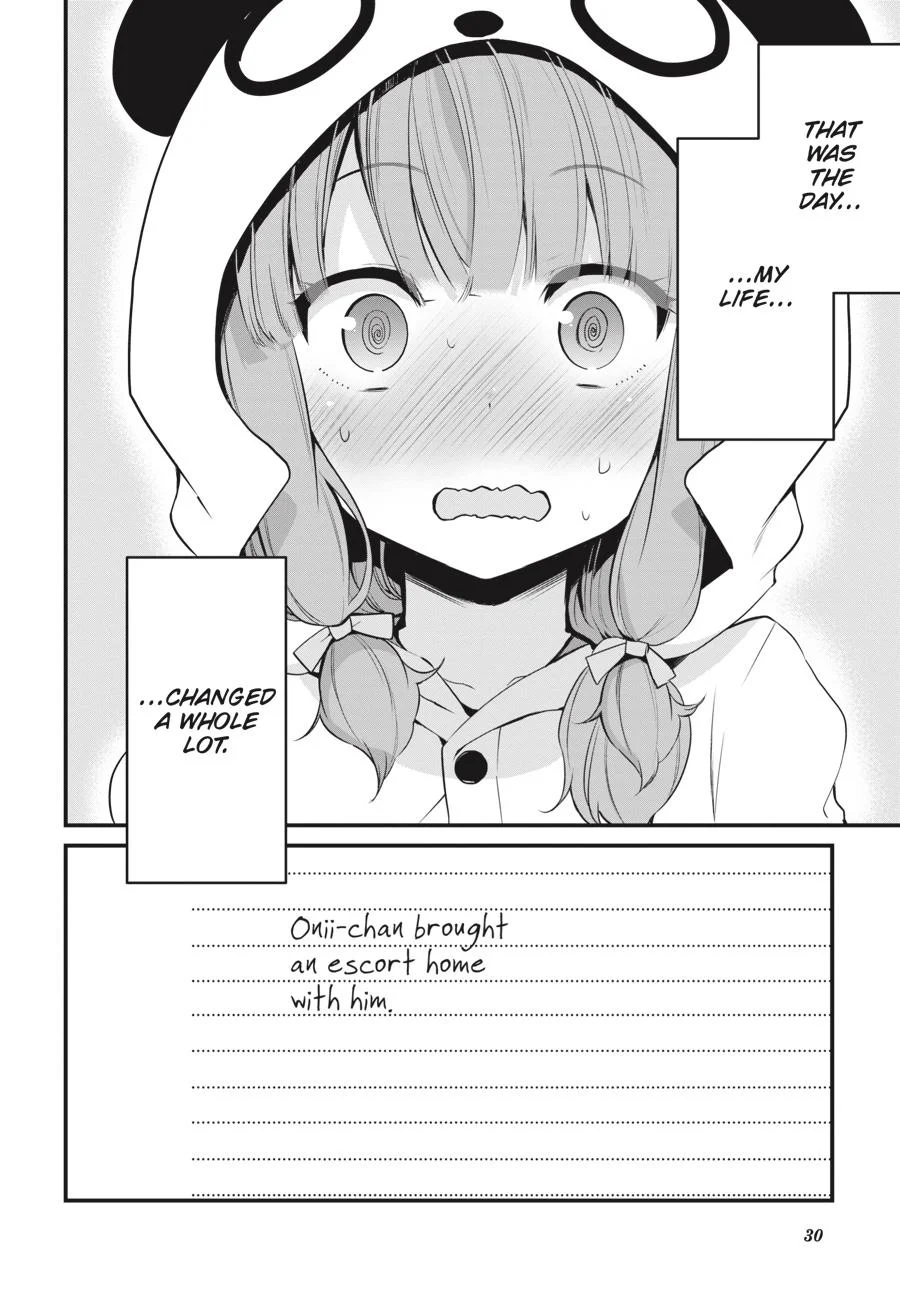 THAT
WAS
THE
DAY...
...MY
LIFE...
...CHANGED
A WHOLE
LOT.
Onii-chan brought
an escort home
with him.
30